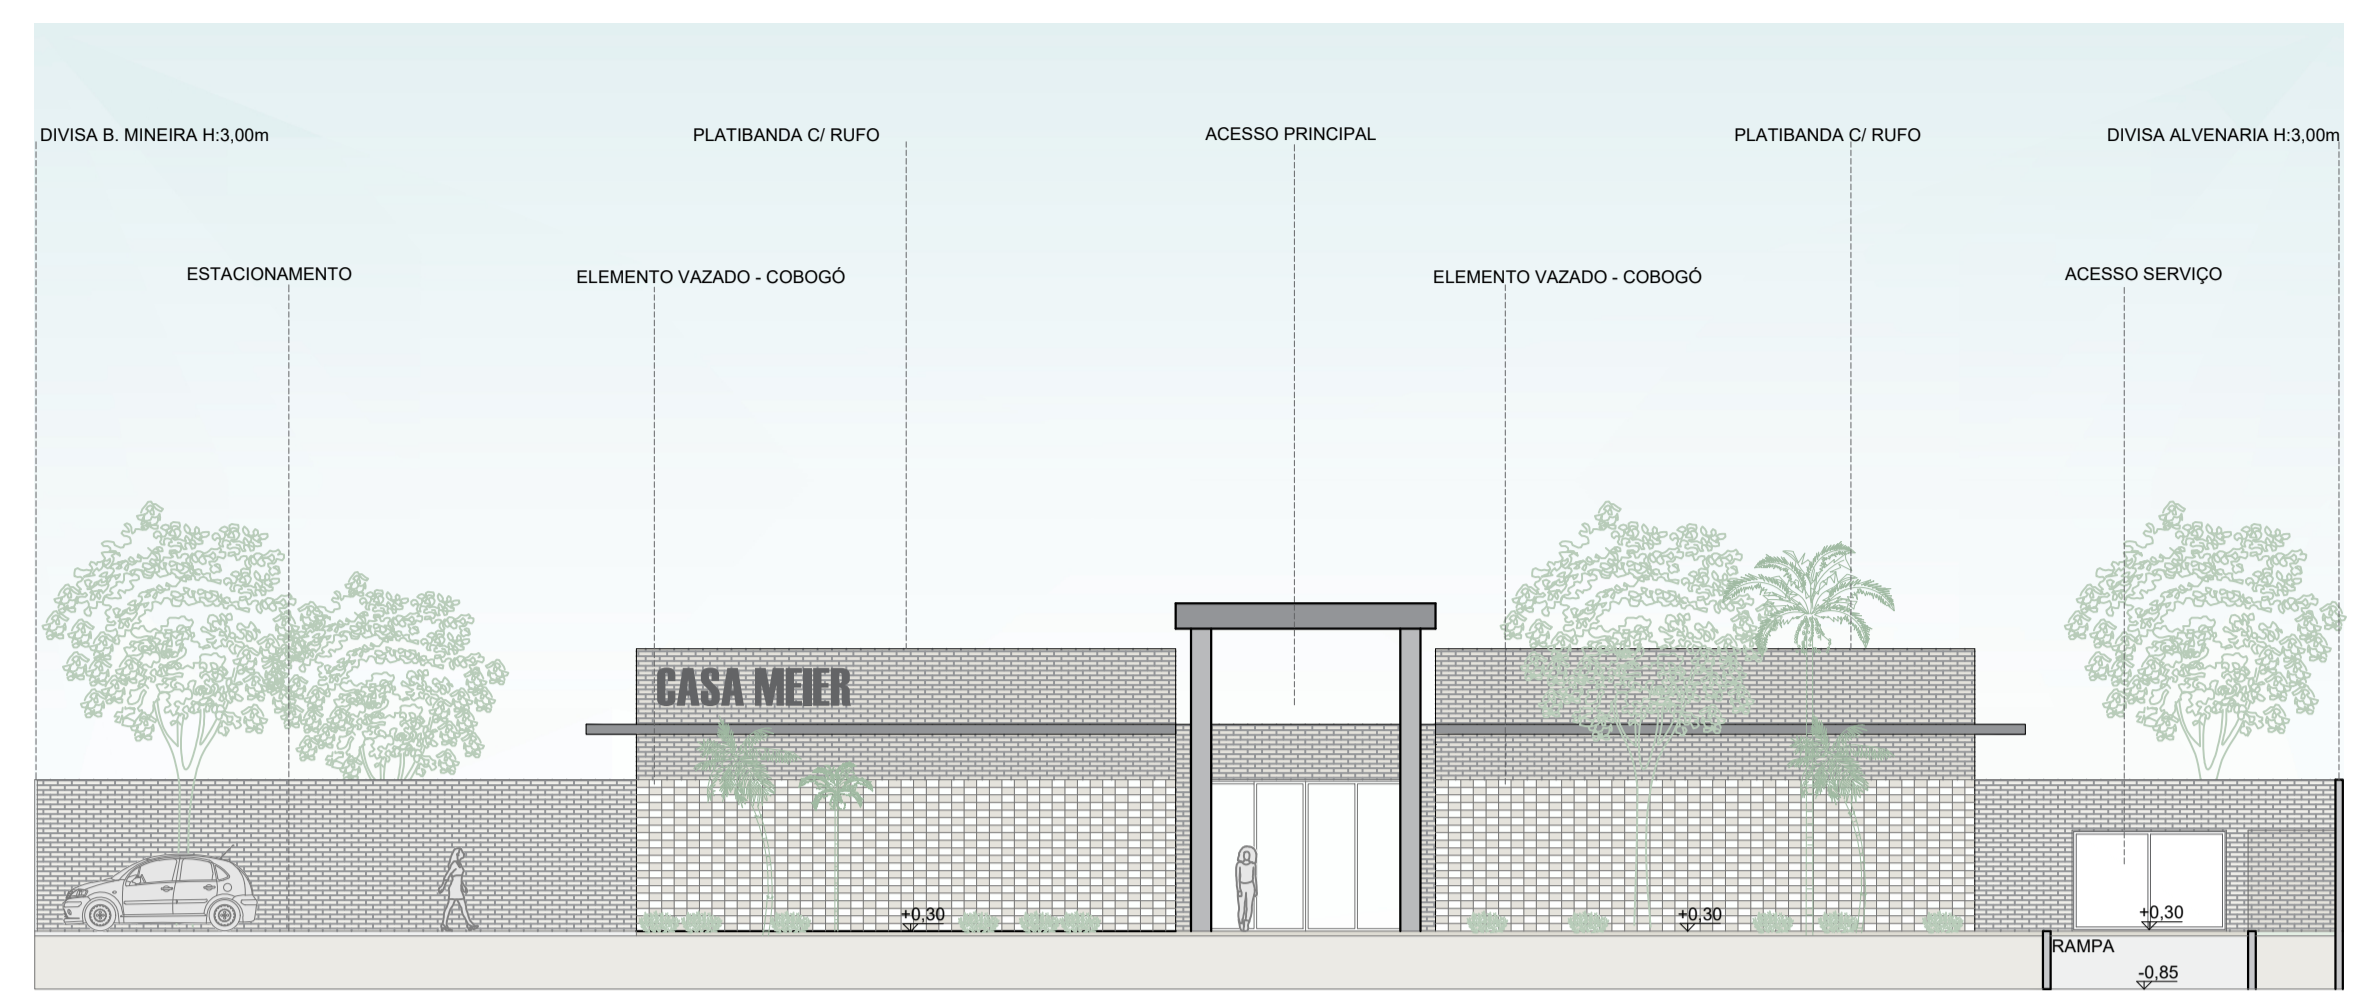 DIVISA B. MINEIRA H:3,00m
PLATIBANDA C/ RUFO
ACESSO PRINCIPAL
PLATIBANDA C/ RUFO
DIVISA ALVENARIA H:3,00m
ESTACIONAMENTO
ELEMENTO VAZADO - COBOGÓ
ELEMENTO VAZADO - COBOGÓ
ACESSO SERVIÇO
CASA MEIER
+0,30
+0,30
+0,30
RAMPA
-0,85